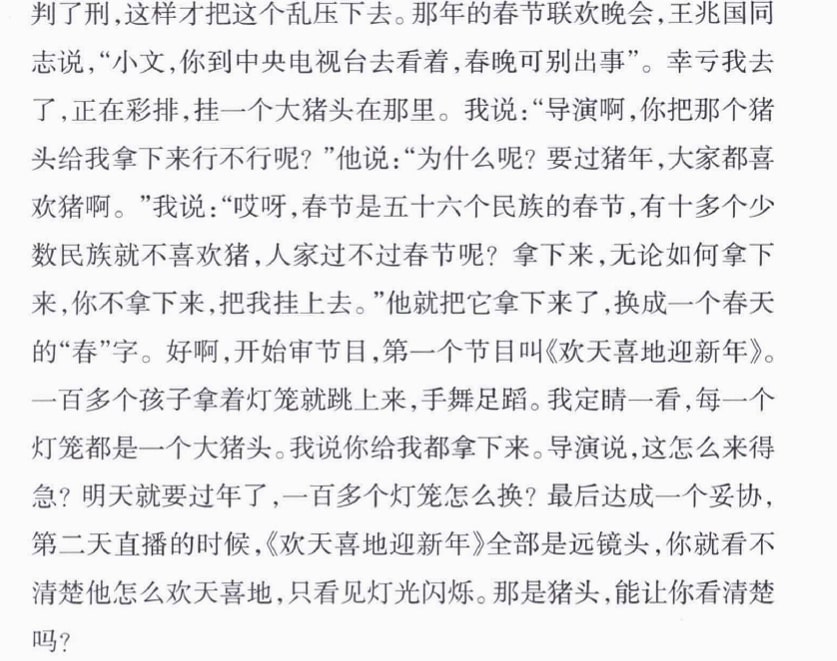 判了刑,这样才把这个乱压下去。那年的春节联欢晚会,王兆国同
志说,“小文,你到中央电视台去看着,春晚可别出事”。幸亏我去
了,正在彩排,挂一个大猪头在那里。我说:“导演啊,你把那个猪
头给我拿下来行不行呢?”他说:“为什么呢?要过猪年,大家都喜
欢猪啊。”我说:“哎呀,春节是五十六个民族的春节,有十多个少
数民族就不喜欢猪,人家过不过春节呢?拿下来,无论如何拿下
来,你不拿下来,把我挂上去。”他就把它拿下来了,换成一个春天
的“春”字。好啊,开始审节目,第一个节目叫《欢天喜地迎新年》。
一百多个孩子拿着灯笼就跳上来,手舞足蹈。我定睛一看,每一个
灯笼都是一个大猪头。我说你给我都拿下来。导演说,这怎么来得
急?明天就要过年了,一百多个灯笼怎么换?最后达成一个妥协,
第二天直播的时候,《欢天喜地迎新年》全部是远镜头,你就看不
清楚他怎么欢天喜地,只看见灯光闪烁。那是猪头,能让你看清楚
吗?